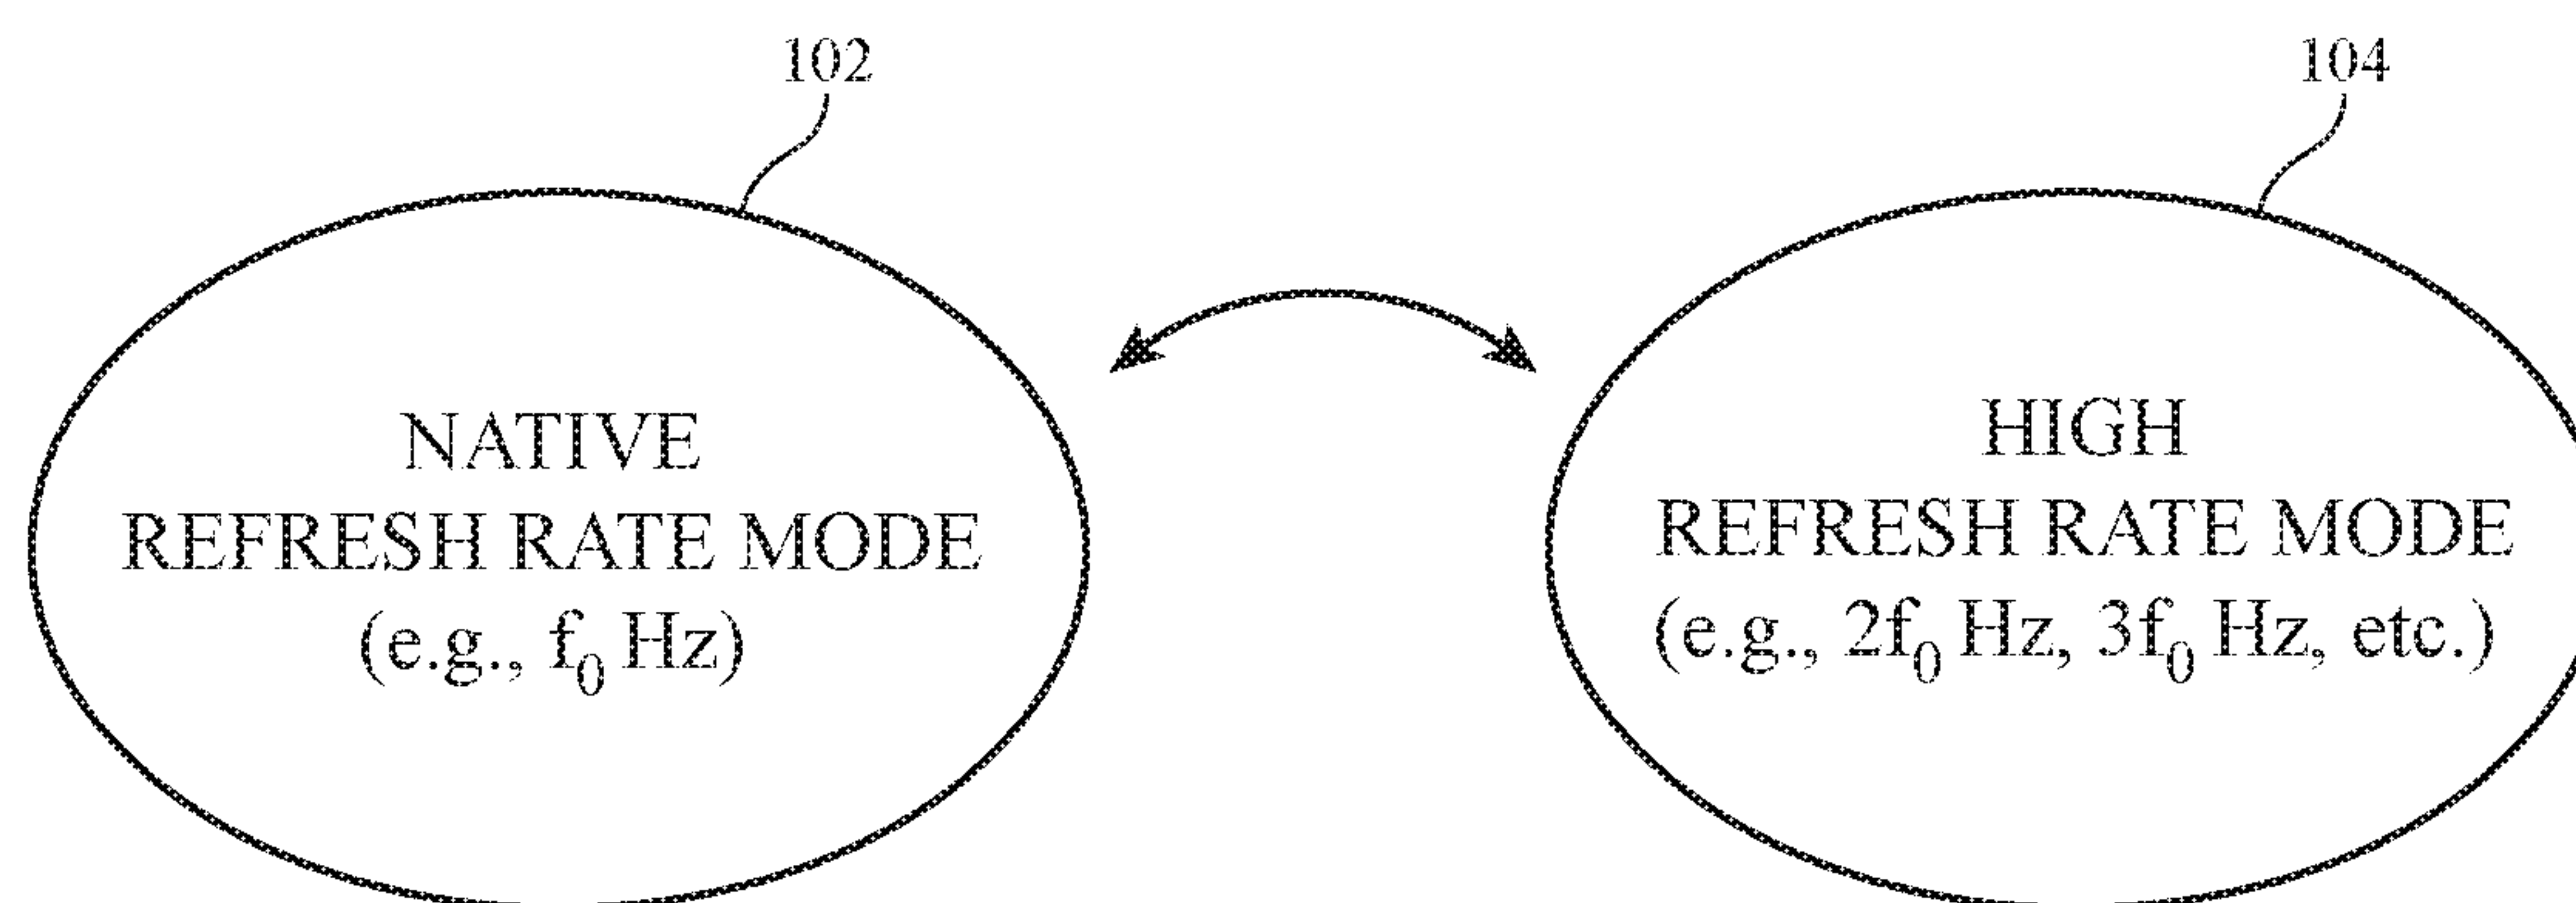 102
104
NATIVE
REFRESH RATE MODE
(e.g., f₀ Hz)
HIGH
REFRESH RATE MODE
(e.g., 2f₀ Hz, 3f₀ Hz, etc.)